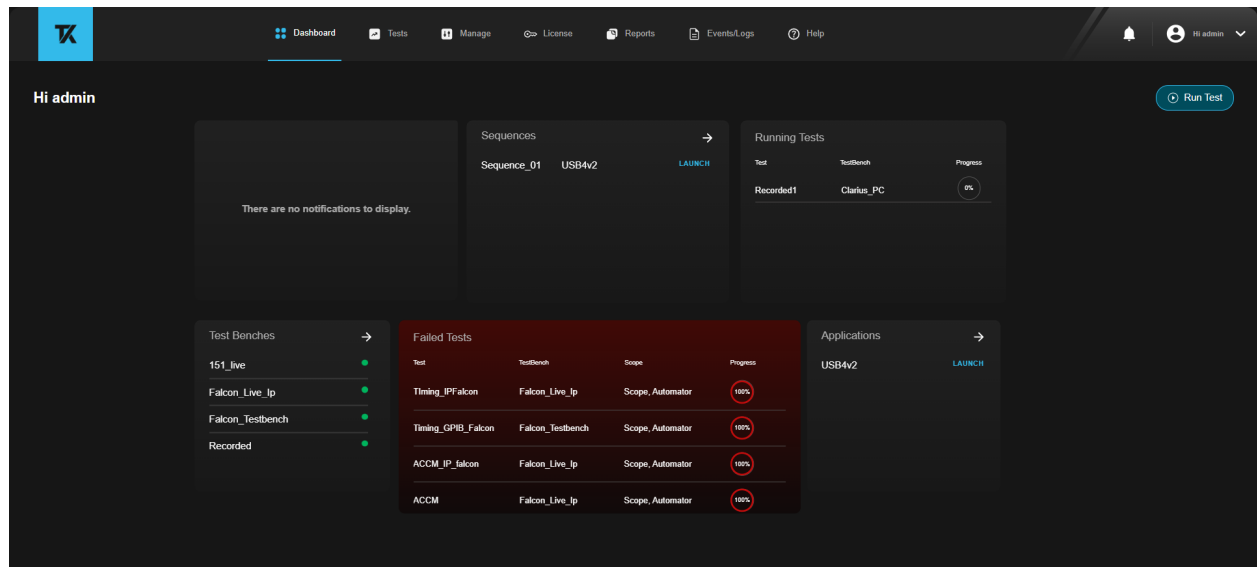 TK
Dashboard Tests Manage License Reports Events/Logs Help Hi admin
Hi admin
Run Test
There are no notifications to display.
Sequences
Sequence_01 USB4v2 LAUNCH
Running Tests
Test TestBench Progress
Recorded1 Clarius_PC 0%
Test Benches
151_live
Falcon_Live_Ip
Falcon_Testbench
Recorded
Failed Tests
Test TestBench Scope Progress
TIming_IPFalcon Falcon_Live_Ip Scope, Automator 100%
Timing_GPIB_Falcon Falcon_Testbench Scope, Automator 100%
ACCM_IP_falcon Falcon_Live_Ip Scope, Automator 100%
ACCM Falcon_Live_Ip Scope, Automator 100%
Applications
USB4v2 LAUNCH